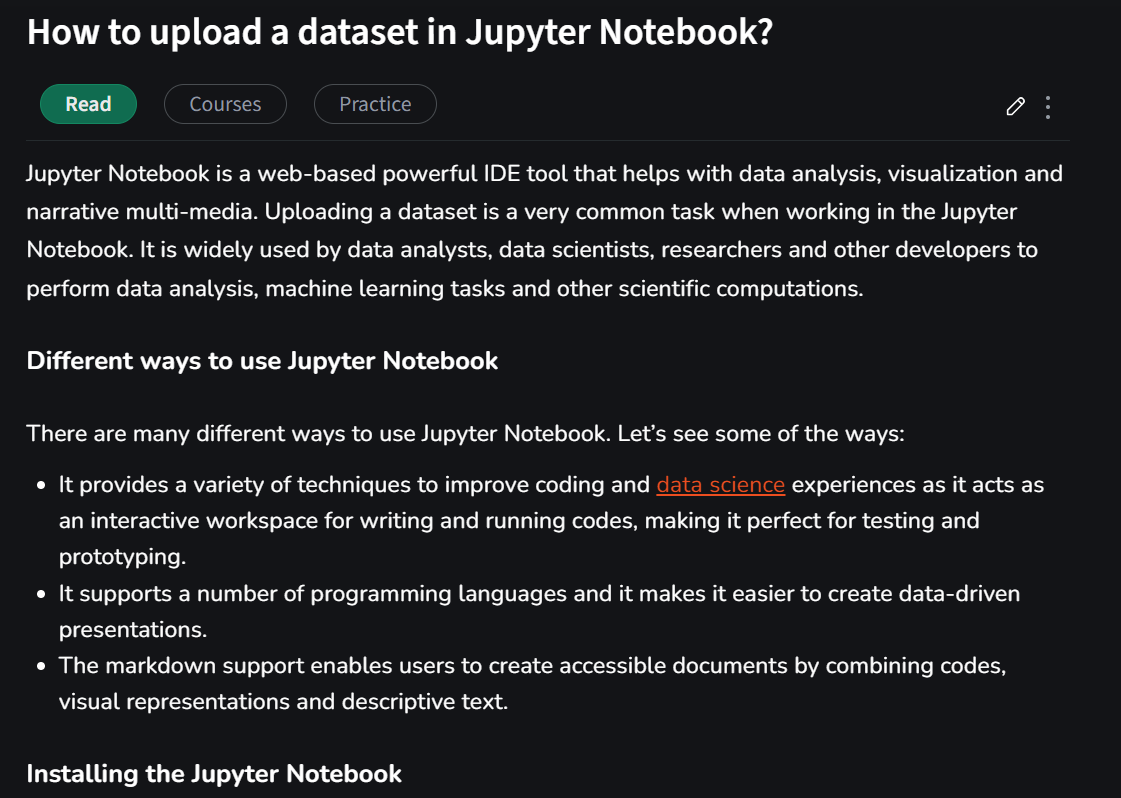 How to upload a dataset in Jupyter Notebook?
Read
Courses
Practice
Jupyter Notebook is a web-based powerful IDE tool that helps with data analysis, visualization and
narrative multi-media. Uploading a dataset is a very common task when working in the Jupyter
Notebook. It is widely used by data analysts, data scientists, researchers and other developers to
perform data analysis, machine learning tasks and other scientific computations.
Different ways to use Jupyter Notebook
There are many different ways to use Jupyter Notebook. Let’s see some of the ways:
• It provides a variety of techniques to improve coding and data science experiences as it acts as
an interactive workspace for writing and running codes, making it perfect for testing and
prototyping.
• It supports a number of programming languages and it makes it easier to create data-driven
presentations.
• The markdown support enables users to create accessible documents by combining codes,
visual representations and descriptive text.
Installing the Jupyter Notebook